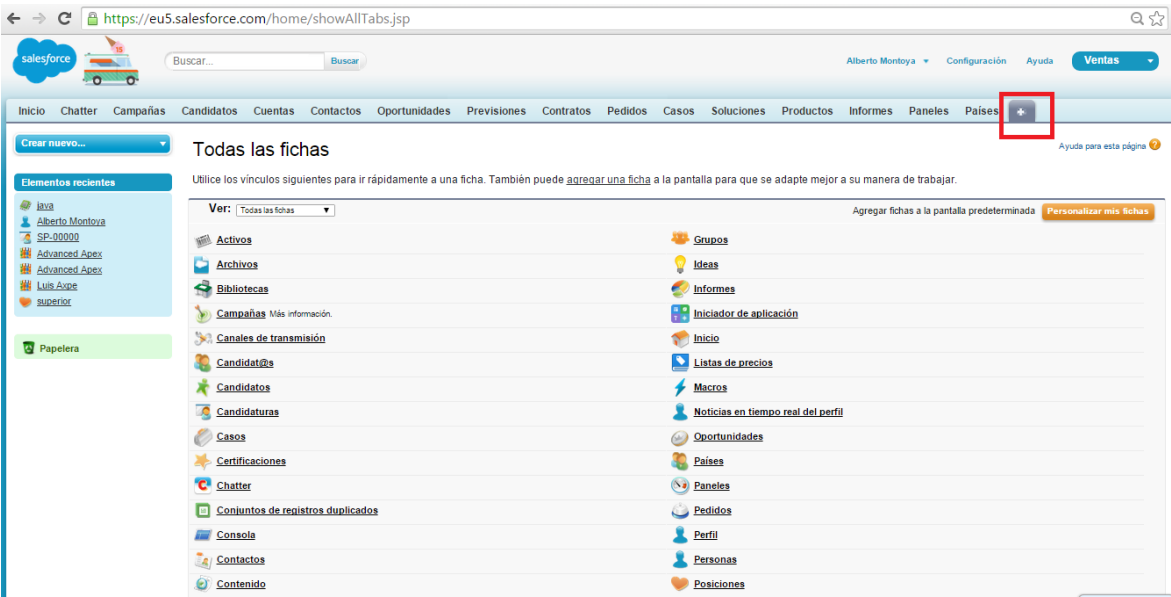 https://eu5.salesforce.com/home/showAllTabs.jsp
salesforce 15 Buscar... Buscar Alberto Montoya Configuración Ayuda Ventas
Inicio Chatter Campañas Candidatos Cuentas Contactos Oportunidades Previsiones Contratos Pedidos Casos Soluciones Productos Informes Paneles Países +
Crear nuevo...
Elementos recientes
java
Alberto Montoya
SP-00000
Advanced Apex
Advanced Apex
Luis Axpe
superior
Papelera
Todas las fichas
Ayuda para esta página ?
Utilice los vínculos siguientes para ir rápidamente a una ficha. También puede agregar una ficha a la pantalla para que se adapte mejor a su manera de trabajar.
Ver: Todas las fichas Agregar fichas a la pantalla predeterminada Personalizar mis fichas
Activos Grupos
Archivos Ideas
Bibliotecas Informes
Campañas Más información. Iniciador de aplicación
Canales de transmisión Inicio
Candidat@s Listas de precios
Candidatos Macros
Candidaturas Noticias en tiempo real del perfil
Casos Oportunidades
Certificaciones Países
Chatter Paneles
Conjuntos de registros duplicados Pedidos
Consola Perfil
Contactos Personas
Contenido Posiciones